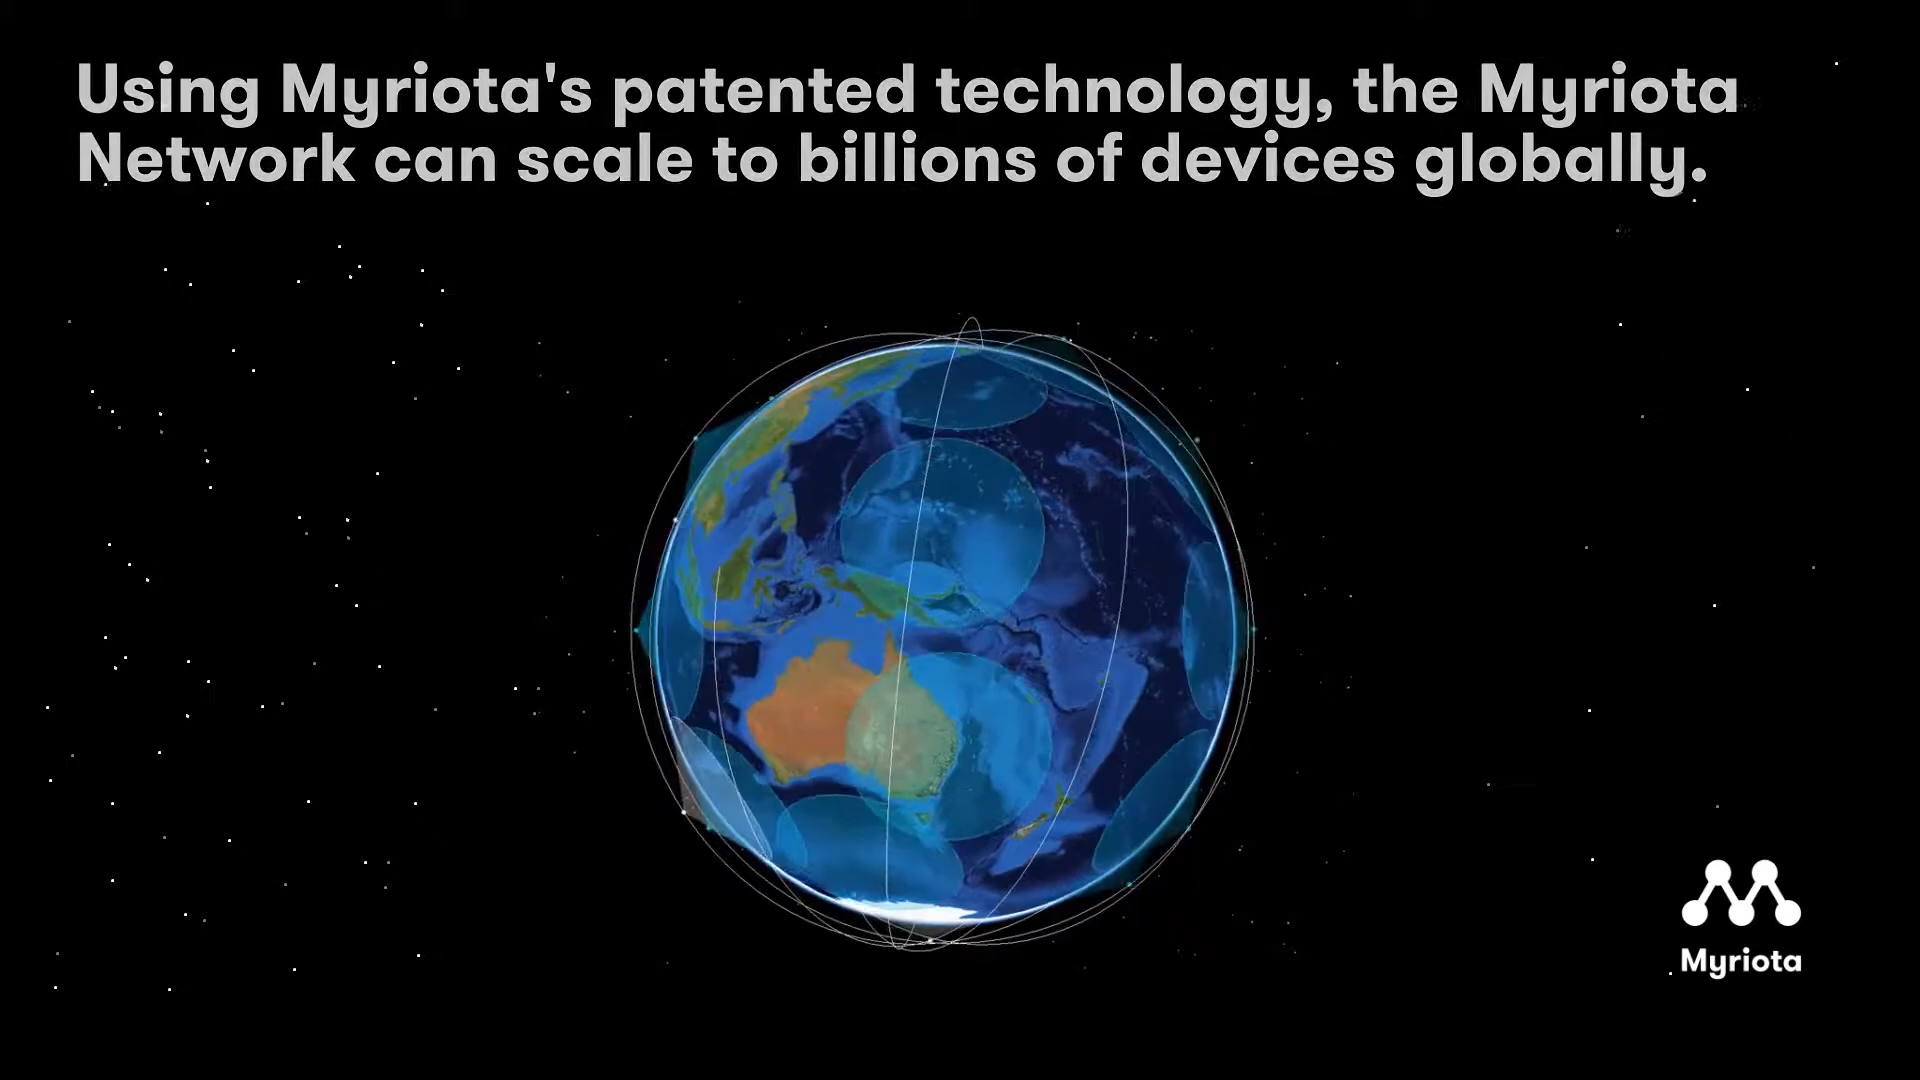 Using Myriota's patented technology, the Myriota
Network can scale to billions of devices globally.
Myriota